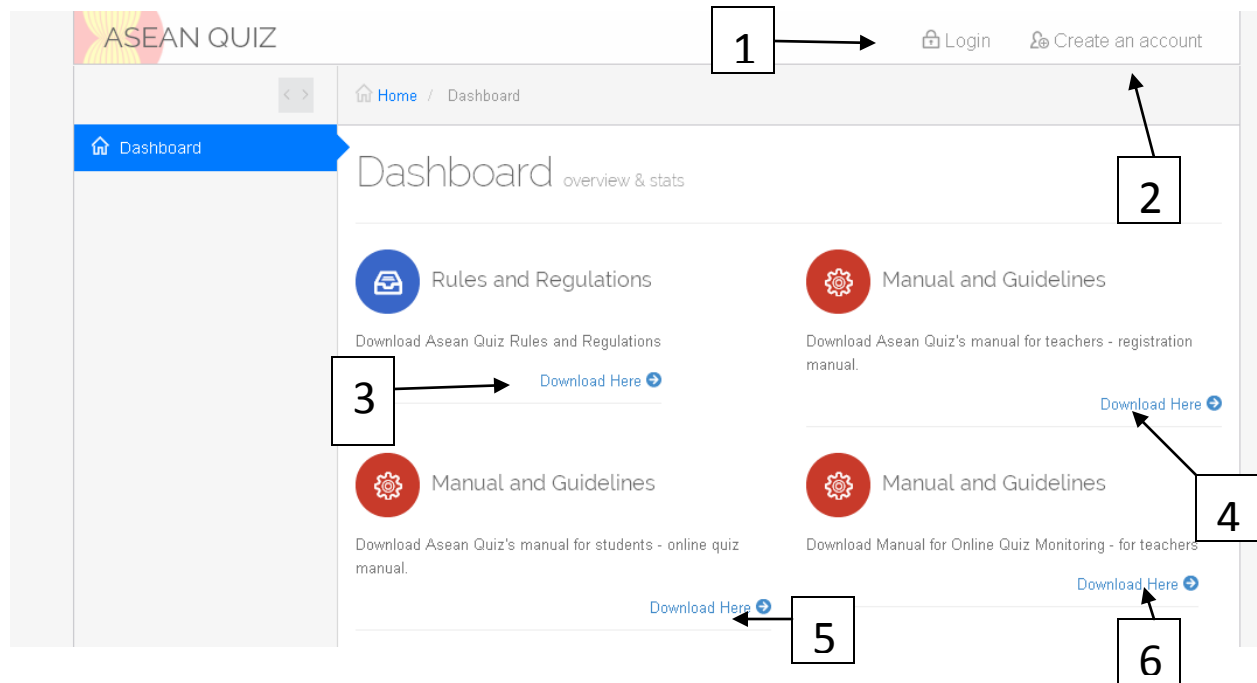 ASEAN QUIZ
1
Login
Create an account
< >
Home / Dashboard
Dashboard
2
Dashboard overview & stats
Rules and Regulations
Manual and Guidelines
Download Asean Quiz Rules and Regulations
Download Asean Quiz's manual for teachers - registration
manual.
3
Download Here
Download Here
4
Manual and Guidelines
Manual and Guidelines
Download Asean Quiz's manual for students - online quiz
manual.
Download Manual for Online Quiz Monitoring - for teachers
Download Here
Download Here
5
6